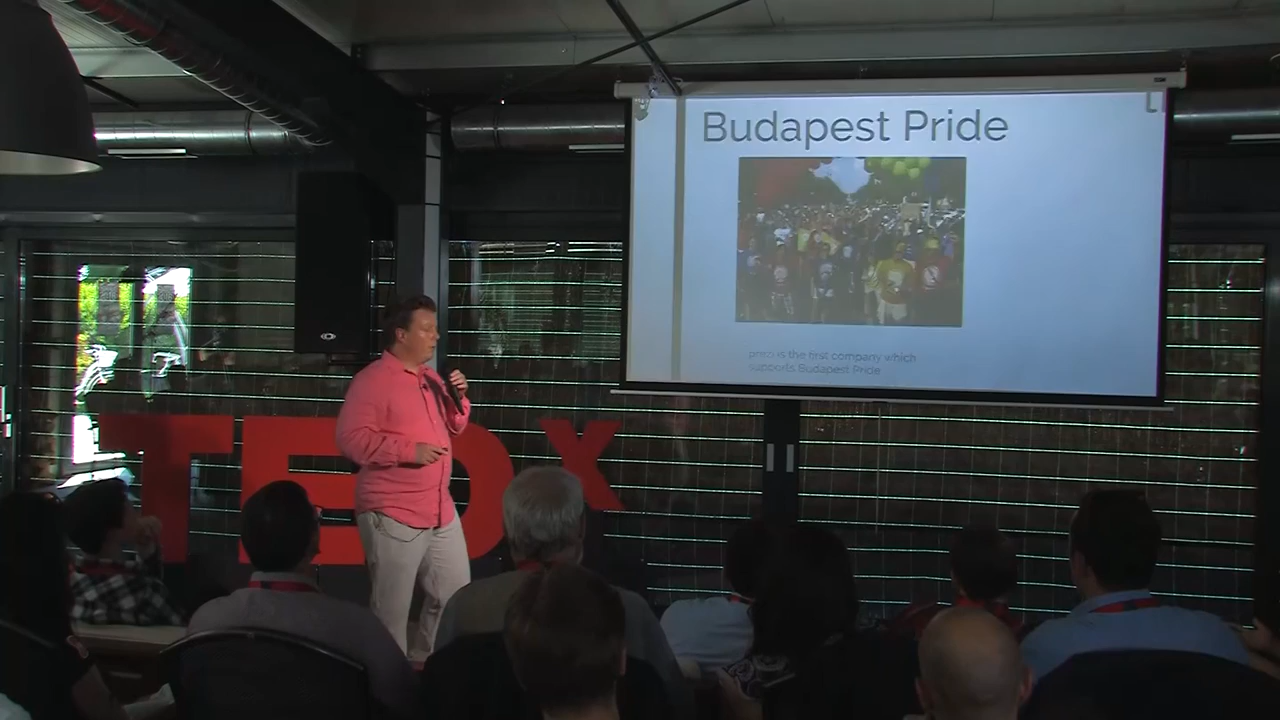 Budapest Pride
prezi is the first company which
supports Budapest Pride
TEDx